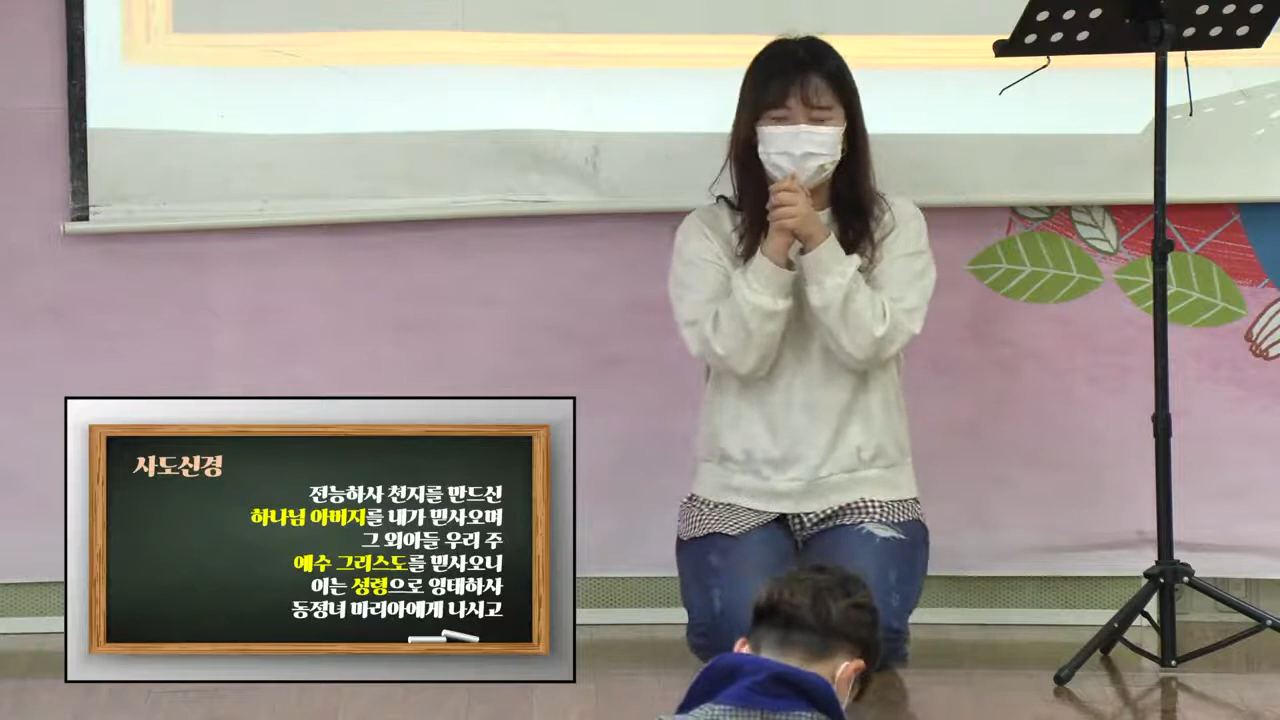 사도신경
전능하사 천지를 만드신
하나님 아버지를 내가 믿사오며
그 외아들 우리 주
예수 그리스도를 믿사오니
이는 성령으로 잉태하사
동정녀 마리아에게 나시고